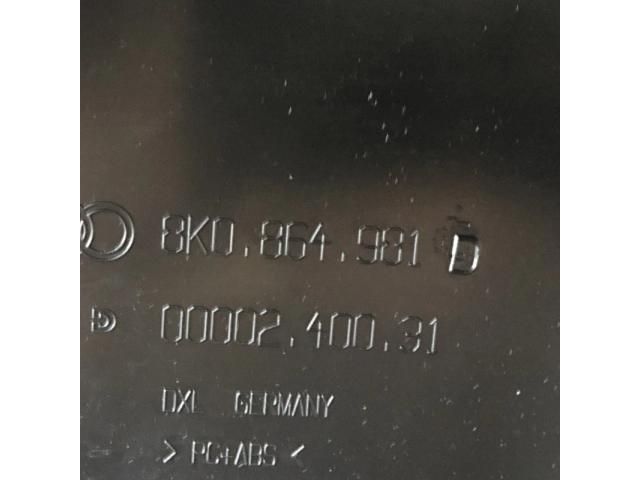 8K0.864.981 D
00002.400.31
DXL GERMANY
> PC+ABS <